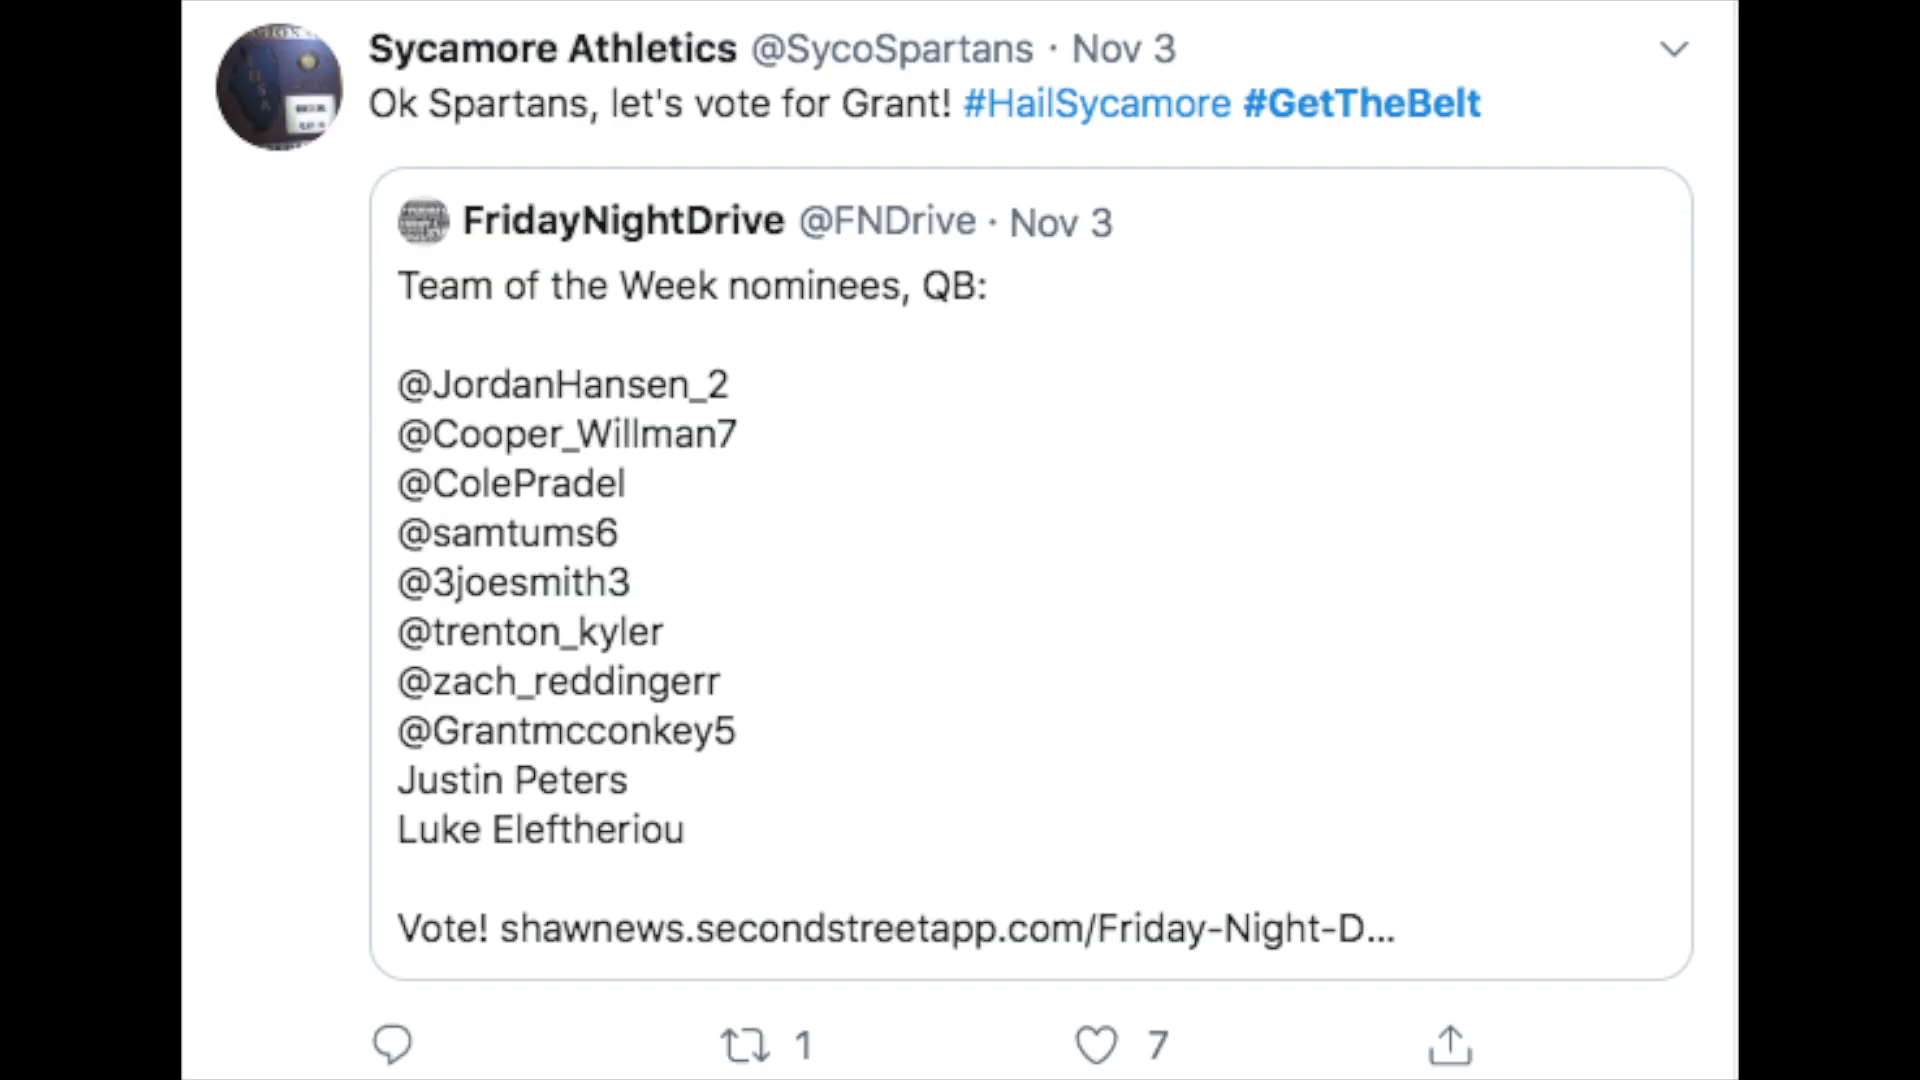 Sycamore Athletics @SycoSpartans · Nov 3
Ok Spartans, let's vote for Grant! #HailSycamore #GetTheBelt
FridayNightDrive @FNDrive · Nov 3
Team of the Week nominees, QB:
@JordanHansen_2
@Cooper_Willman7
@ColePradel
@samtums6
@3joesmith3
@trenton_kyler
@zach_reddingerr
@Grantmcconkey5
Justin Peters
Luke Eleftheriou
Vote! shawnews.secondstreetapp.com/Friday-Night-D...
1
7